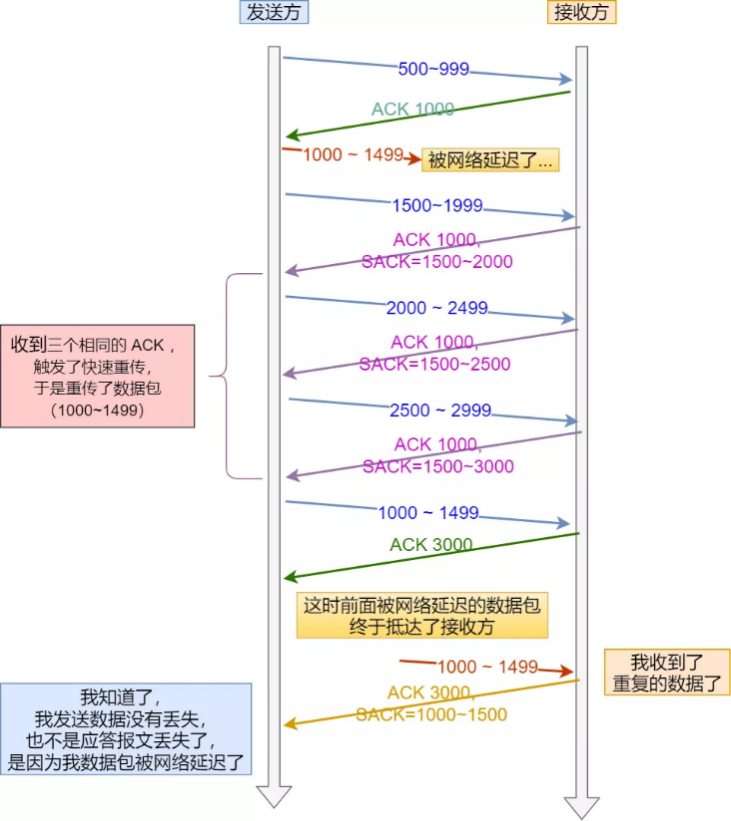 发送方
接收方
500~999
ACK 1000
1000 ~ 1499
被网络延迟了...
1500~1999
ACK 1000,
SACK=1500~2000
2000 ~ 2499
ACK 1000,
SACK=1500~2500
收到三个相同的 ACK，
触发了快速重传，
于是重传了数据包
（1000~1499）
2500 ~ 2999
ACK 1000,
SACK=1500~3000
1000 ~ 1499
ACK 3000
这时前面被网络延迟的数据包
终于抵达了接收方
1000 ~ 1499
我收到了
重复的数据了
ACK 3000,
SACK=1000~1500
我知道了，
我发送数据没有丢失，
也不是应答报文丢失了，
是因为我数据包被网络延迟了